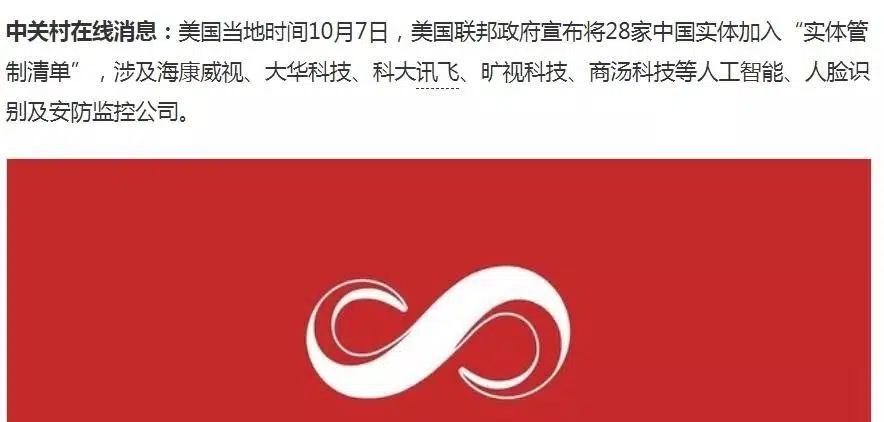 中关村在线消息：美国当地时间10月7日，美国联邦政府宣布将28家中国实体加入“实体管
制清单”，涉及海康威视、大华科技、科大讯飞、旷视科技、商汤科技等人工智能、人脸识
别及安防监控公司。